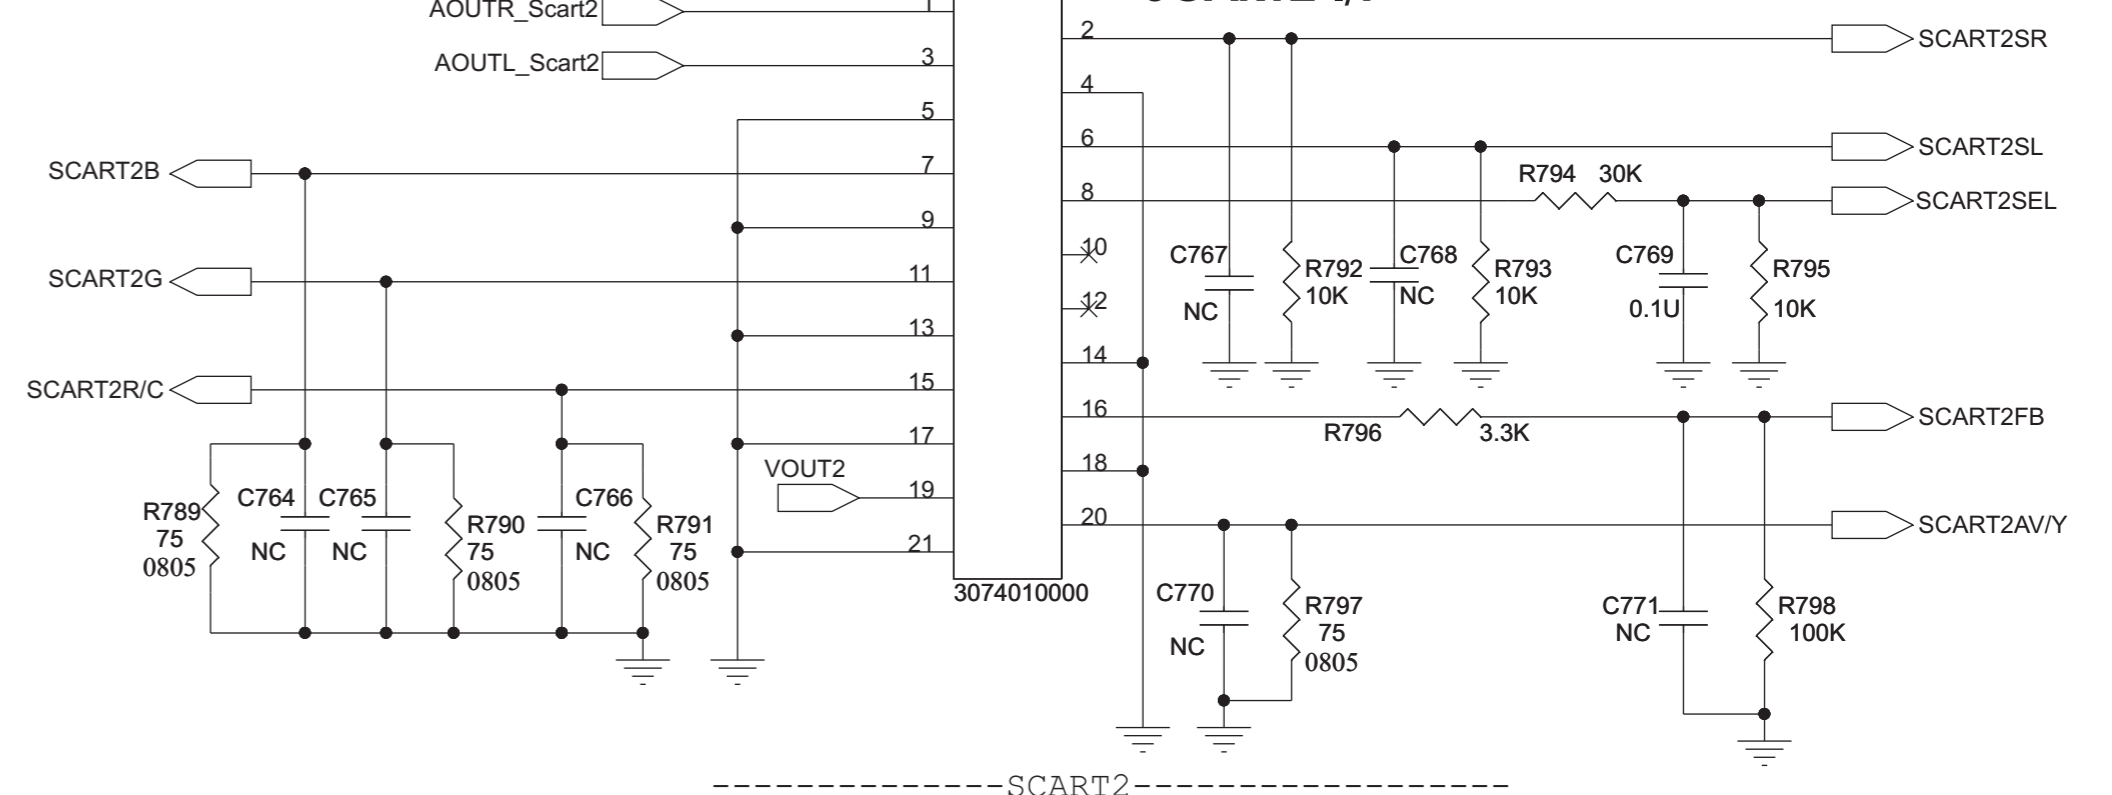 AOUTR_Scart2
1
2
SCART2SR
AOUTL_Scart2
3
4
5
6
SCART2SL
SCART2B
7
R794 30K
8
SCART2SEL
9
10
C767
NC
R792
10K
C768
NC
R793
10K
C769
0.1U
R795
10K
SCART2G
11
12
13
14
SCART2R/C
15
16
R796
3.3K
SCART2FB
17
18
VOUT2
19
20
SCART2AV/Y
21
R789
75
0805
C764
NC
C765
NC
R790
75
0805
C766
NC
R791
75
0805
3074010000
C770
NC
R797
75
0805
C771
NC
R798
100K
--------------SCART2------------------